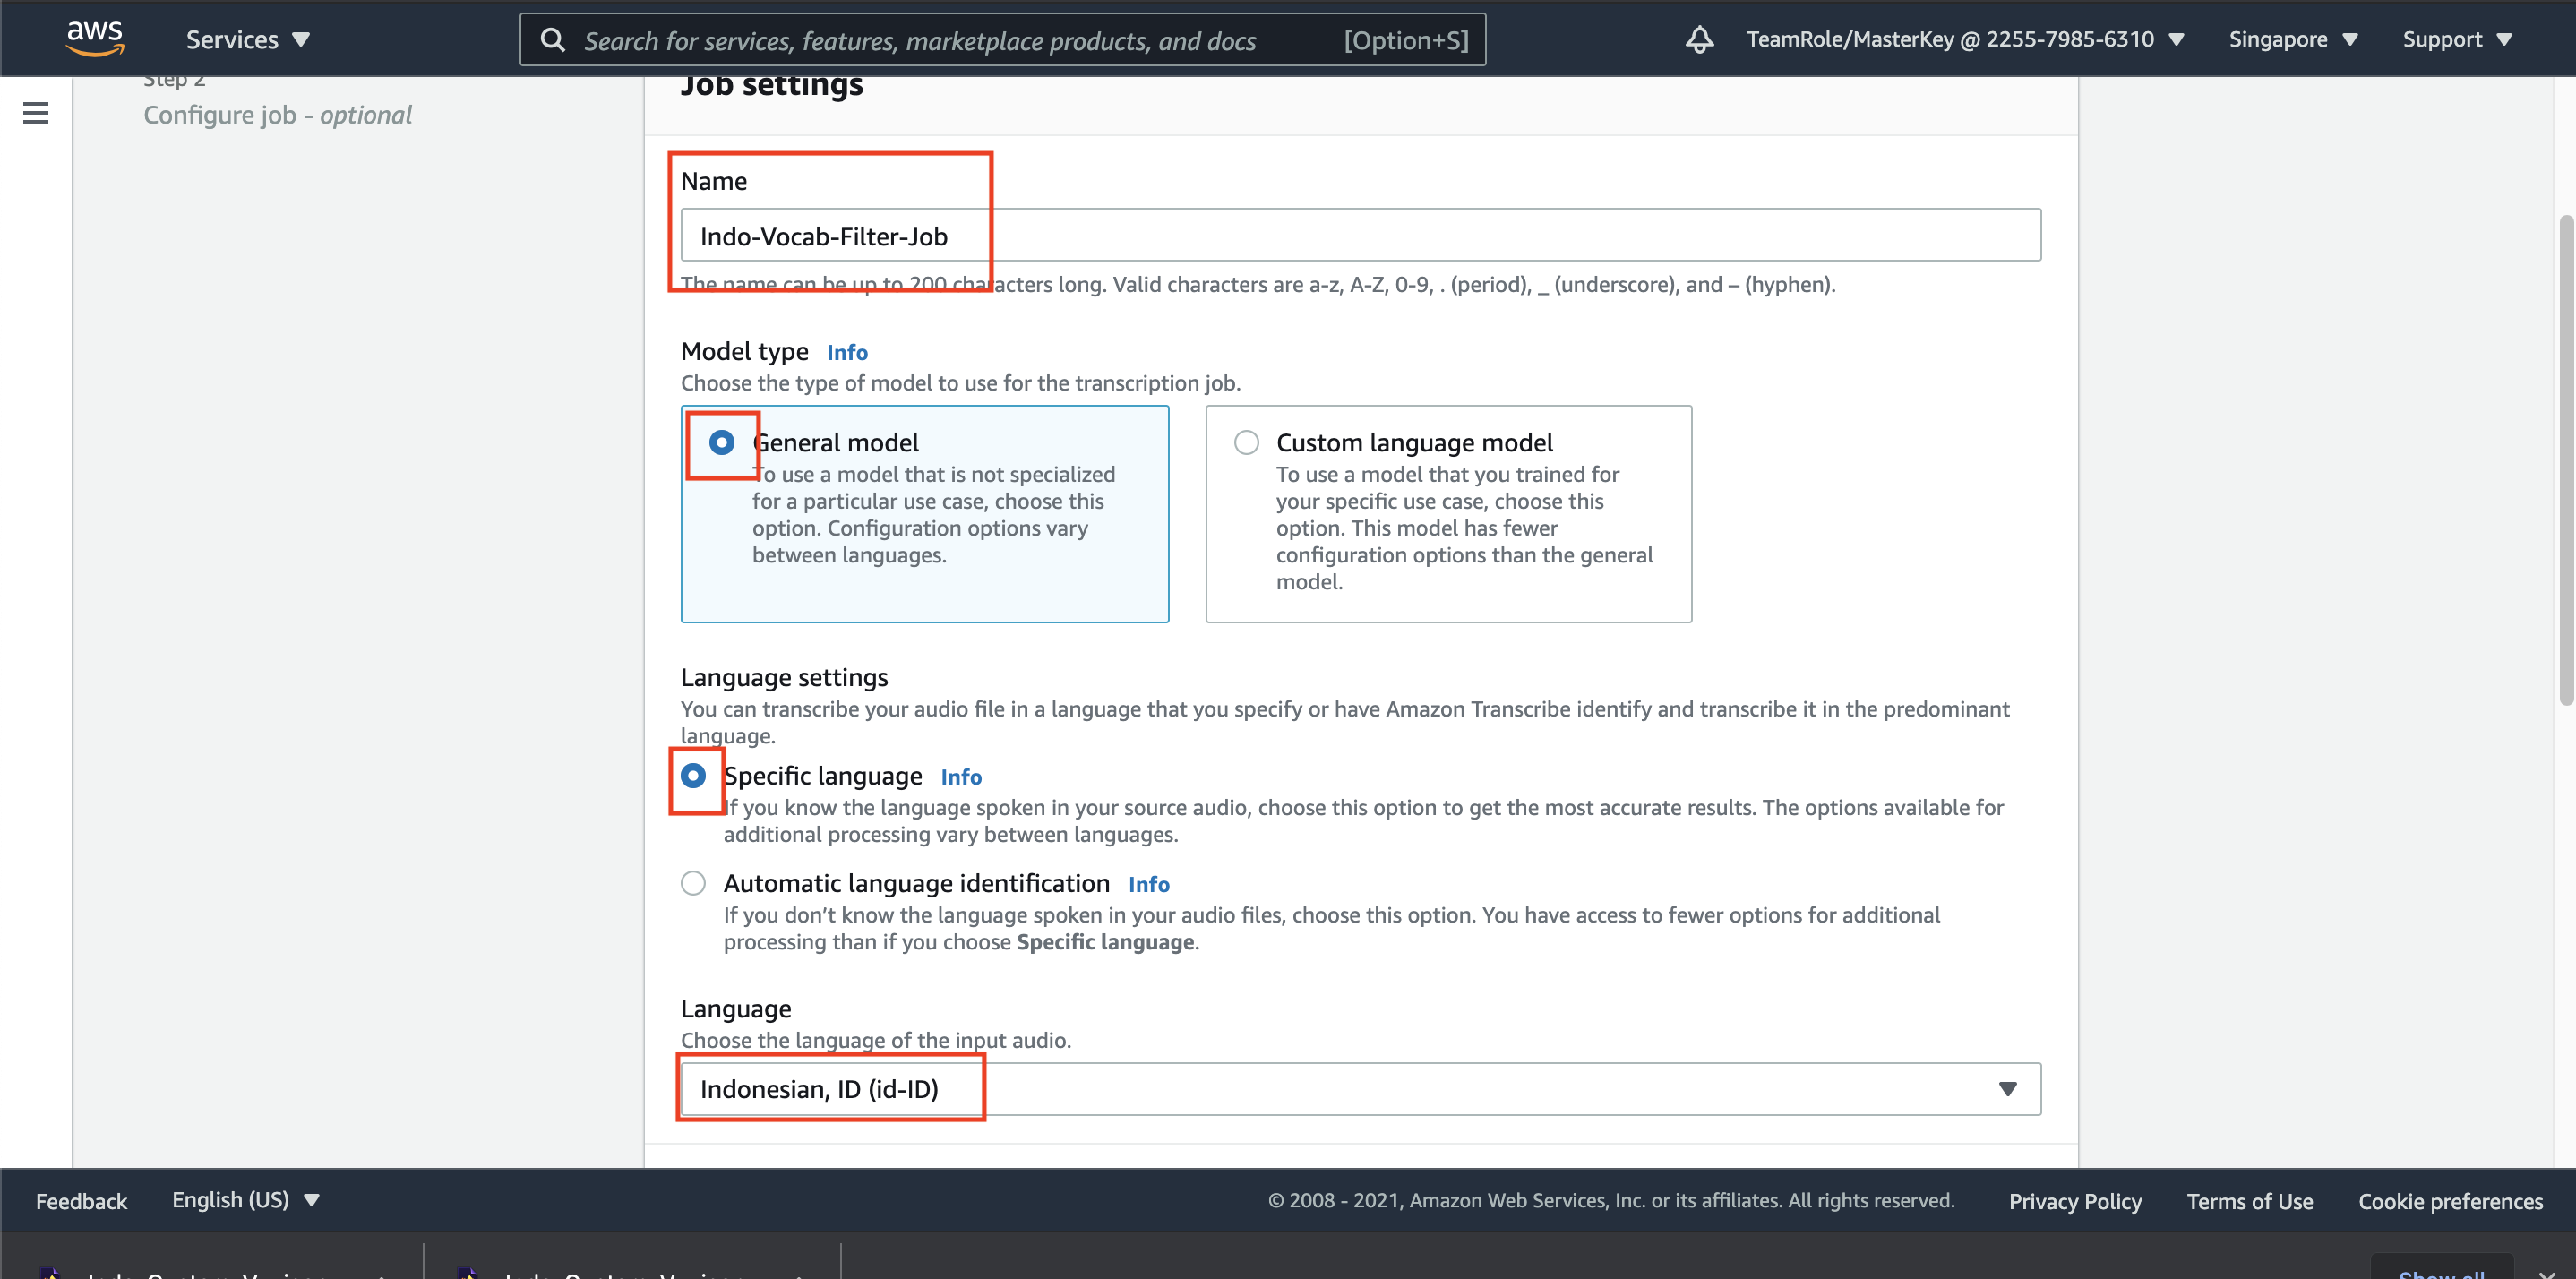 aws
Services
Search for services, features, marketplace products, and docs
[Option+S]
TeamRole/MasterKey @ 2255-7985-6310
Singapore
Support
Step 2
Configure job - optional
Job settings
Name
Indo-Vocab-Filter-Job
The name can be up to 200 characters long. Valid characters are a-z, A-Z, 0-9, . (period), _ (underscore), and – (hyphen).
Model type Info
Choose the type of model to use for the transcription job.
General model
To use a model that is not specialized
for a particular use case, choose this
option. Configuration options vary
between languages.
Custom language model
To use a model that you trained for
your specific use case, choose this
option. This model has fewer
configuration options than the general
model.
Language settings
You can transcribe your audio file in a language that you specify or have Amazon Transcribe identify and transcribe it in the predominant
language.
Specific language Info
If you know the language spoken in your source audio, choose this option to get the most accurate results. The options available for
additional processing vary between languages.
Automatic language identification Info
If you don’t know the language spoken in your audio files, choose this option. You have access to fewer options for additional
processing than if you choose Specific language.
Language
Choose the language of the input audio.
Indonesian, ID (id-ID)
Feedback
English (US)
© 2008 - 2021, Amazon Web Services, Inc. or its affiliates. All rights reserved.
Privacy Policy
Terms of Use
Cookie preferences
Show all